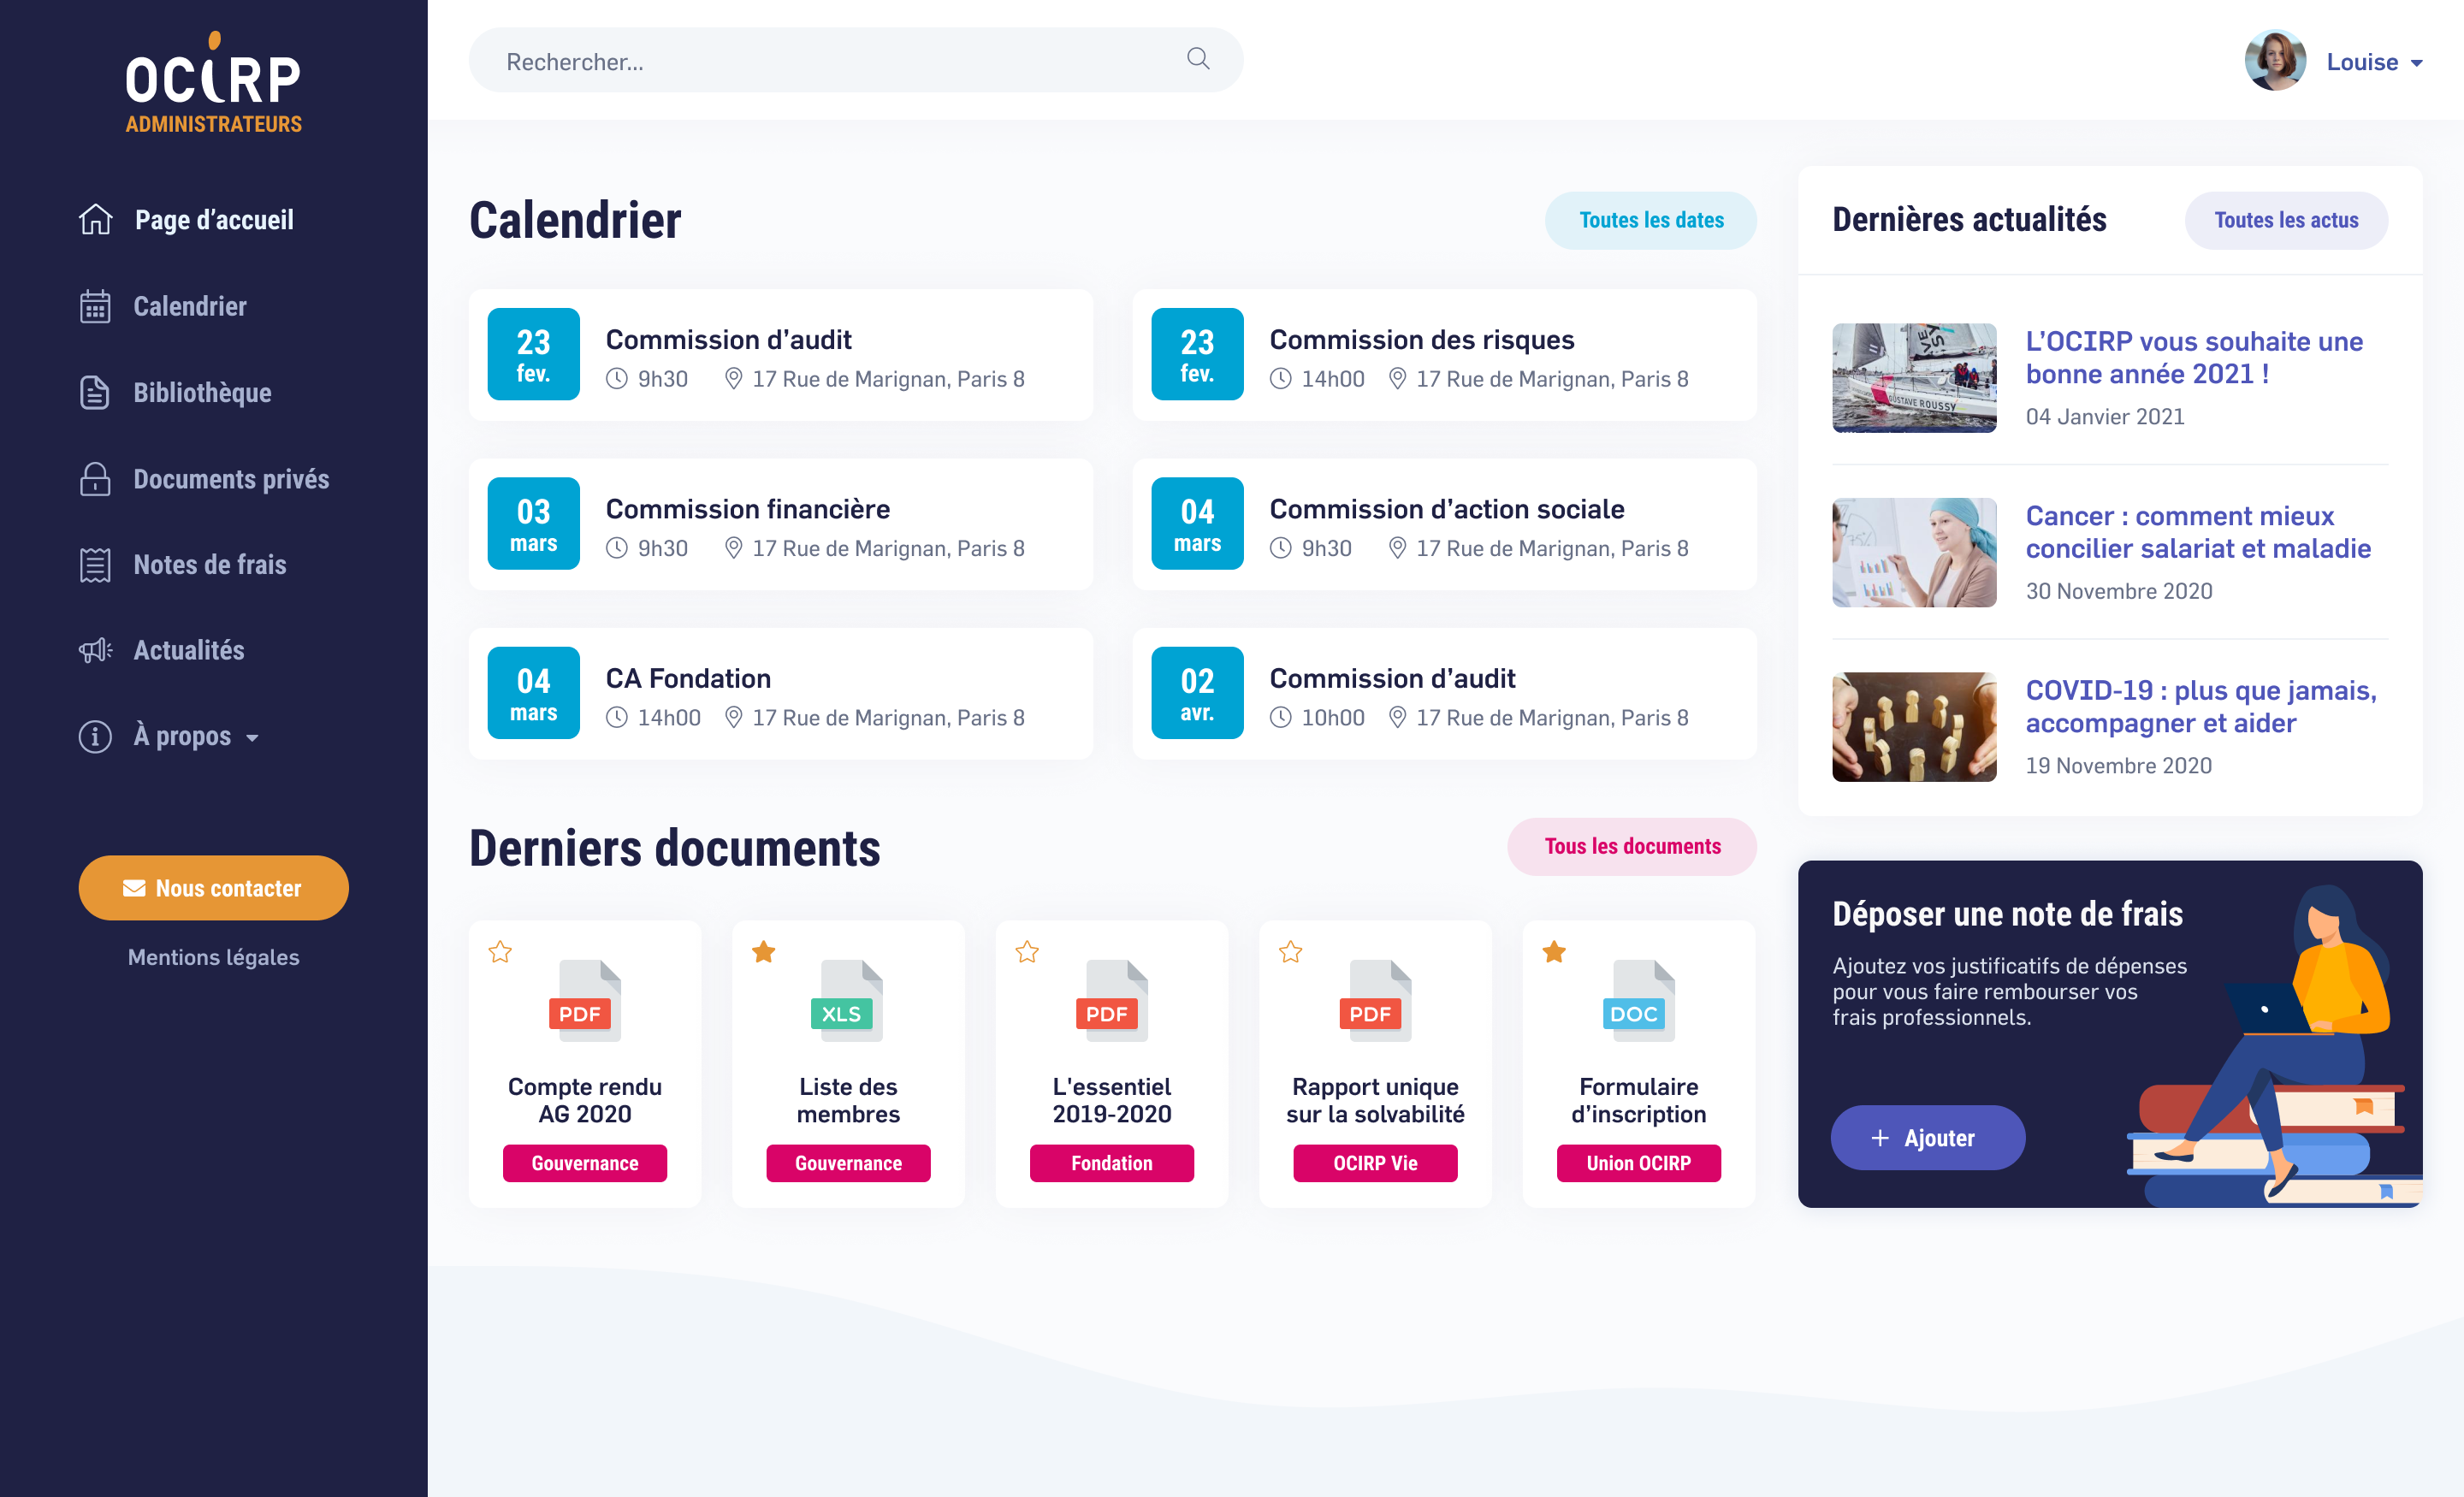 OCIRP
ADMINISTRATEURS
Page d’accueil
Calendrier
Bibliothèque
Documents privés
Notes de frais
Actualités
À propos
Nous contacter
Mentions légales
Rechercher...
Louise
Calendrier
Toutes les dates
23
fev.
Commission d’audit
9h30
17 Rue de Marignan, Paris 8
23
fev.
Commission des risques
14h00
17 Rue de Marignan, Paris 8
03
mars
Commission financière
9h30
17 Rue de Marignan, Paris 8
04
mars
Commission d’action sociale
9h30
17 Rue de Marignan, Paris 8
04
mars
CA Fondation
14h00
17 Rue de Marignan, Paris 8
02
avr.
Commission d’audit
10h00
17 Rue de Marignan, Paris 8
Derniers documents
Tous les documents
PDF
Compte rendu
AG 2020
Gouvernance
XLS
Liste des
membres
Gouvernance
PDF
L'essentiel
2019-2020
Fondation
PDF
Rapport unique
sur la solvabilité
OCIRP Vie
DOC
Formulaire
d’inscription
Union OCIRP
Dernières actualités
Toutes les actus
GUSTAVE ROUSSY
L’OCIRP vous souhaite une
bonne année 2021 !
04 Janvier 2021
Cancer : comment mieux
concilier salariat et maladie
30 Novembre 2020
COVID-19 : plus que jamais,
accompagner et aider
19 Novembre 2020
Déposer une note de frais
Ajoutez vos justificatifs de dépenses
pour vous faire rembourser vos
frais professionnels.
+ Ajouter